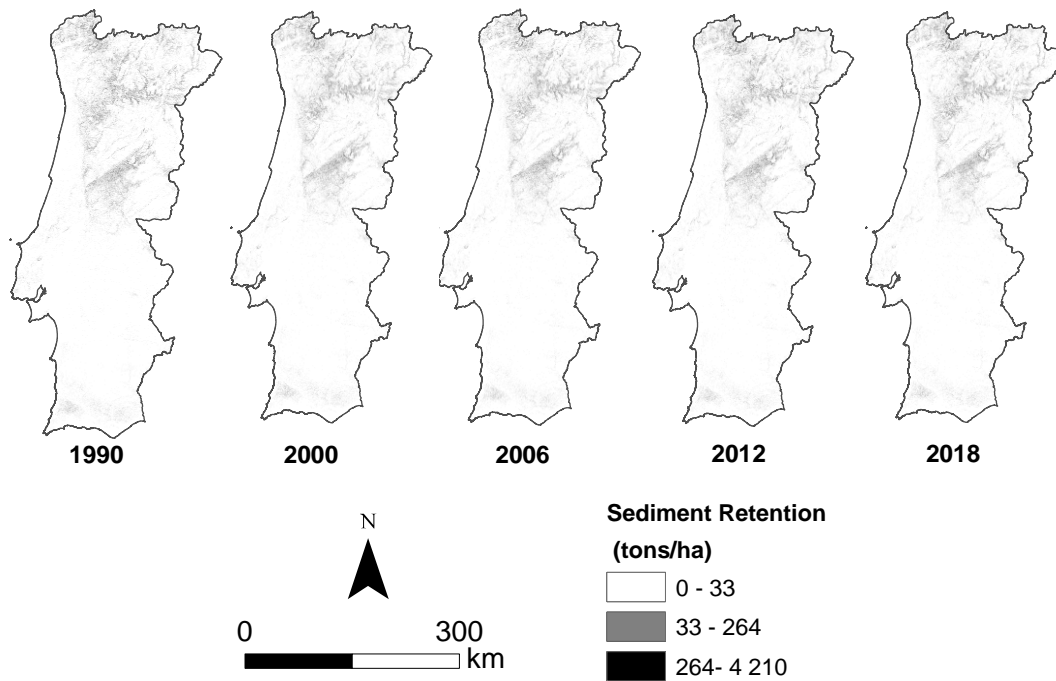 1990 2000 2006 2012 2018
N
0 300
km
Sediment Retention
(tons/ha)
0 - 33
33 - 264
264- 4 210